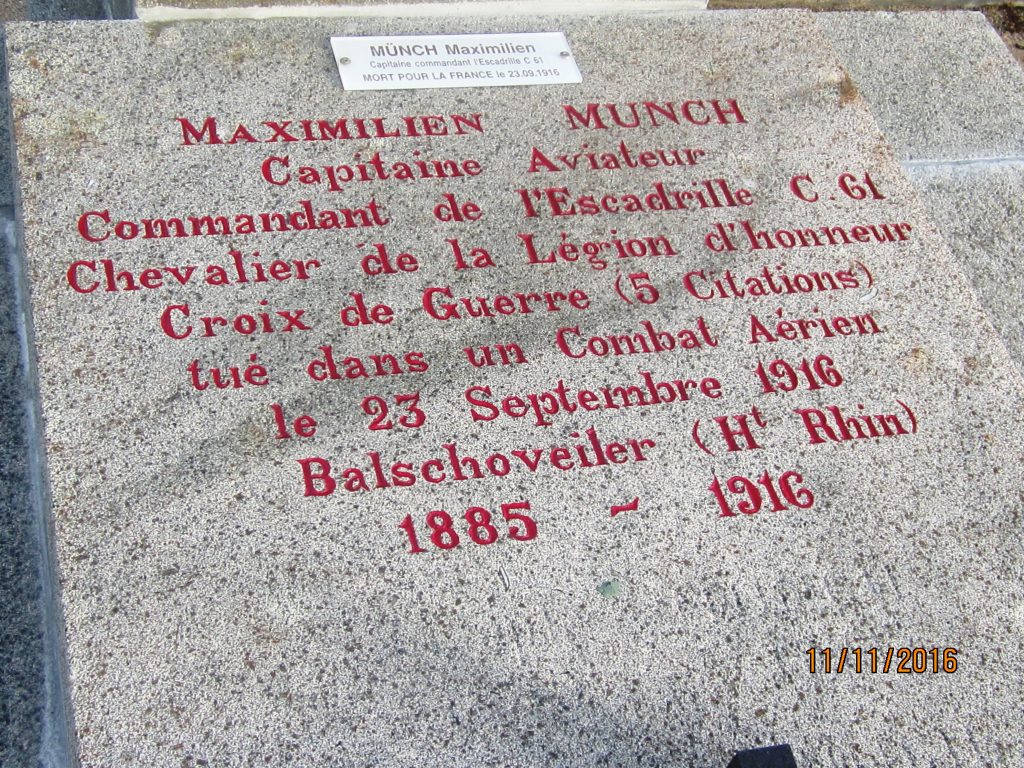 MÜNCH Maximilien
Capitaine commandant l'Escadrille C 61
MORT POUR LA FRANCE le 23.09.1916
MAXIMILIEN MUNCH
Capitaine Aviateur
Commandant de l'Escadrille C. 61
Chevalier de la Légion d'honneur
Croix de Guerre (5 Citations)
tué dans un Combat Aérien
le 23 Septembre 1916
Balschoveiler (Ht Rhin)
1885 - 1916
11/11/2016